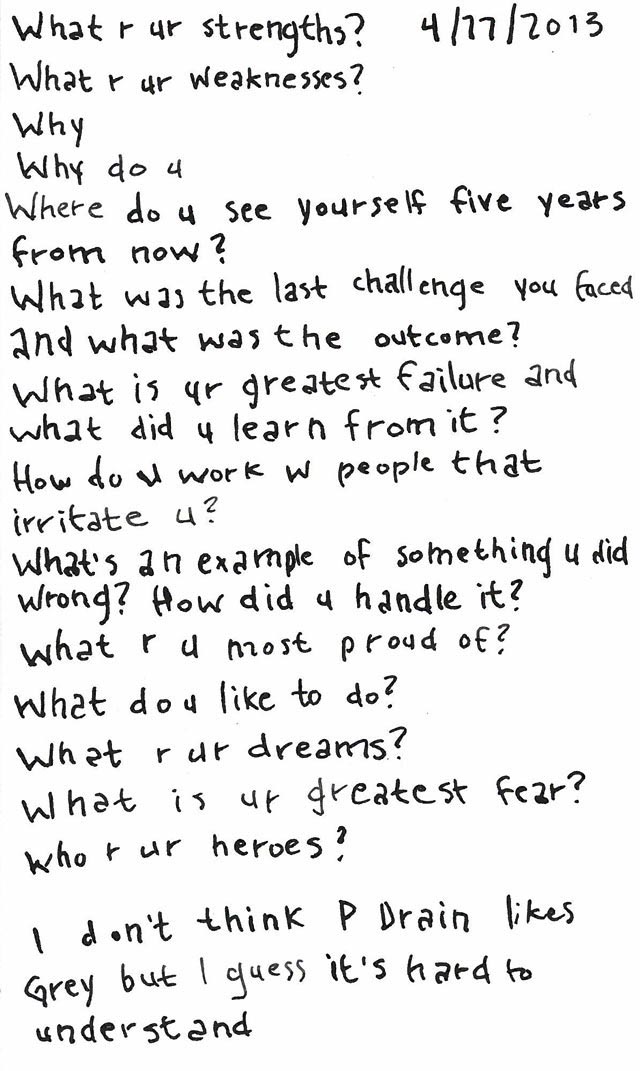 What r ur strengths? 4/77/2013
What r ur weaknesses?
Why
Why do u
Where do u see yourself five years
from now?
What was the last challenge you faced
and what was the outcome?
What is ur greatest failure and
what did u learn from it?
How do u work w people that
irritate u?
What's an example of something u did
wrong? How did u handle it?
What r u most proud of?
What do u like to do?
What r ur dreams?
What is ur greatest fear?
Who r ur heroes?
I don't think P Drain likes
Grey but I guess it's hard to
understand